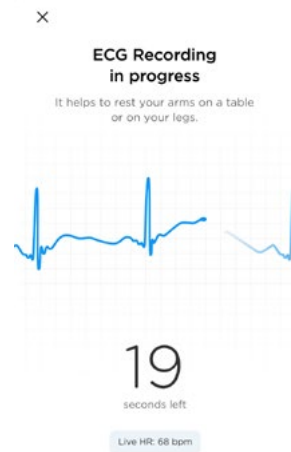 ECG Recording
in progress
It helps to rest your arms on a table
or on your legs.
19
seconds left
Live HR: 68 bpm